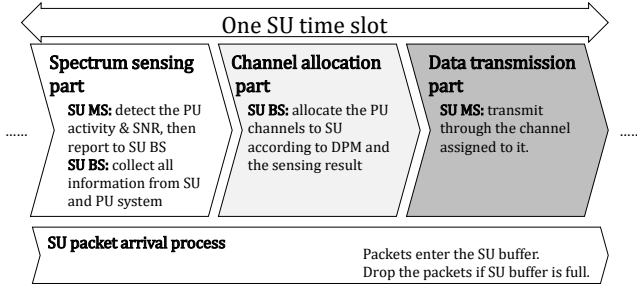 One SU time slot
Spectrum sensing
part
SU MS: detect the PU
activity & SNR, then
report to SU BS
SU BS: collect all
information from SU
and PU system
Channel allocation
part
SU BS: allocate the PU
channels to SU
according to DPM and
the sensing result
Data transmission
part
SU MS: transmit
through the channel
assigned to it.
......
......
SU packet arrival process
Packets enter the SU buffer.
Drop the packets if SU buffer is full.